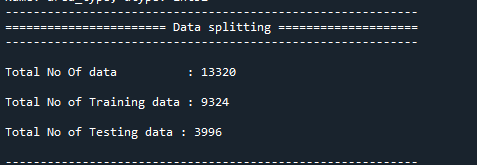 ------------------------------------------------------------
======================= Data splitting ====================
------------------------------------------------------------
Total No Of data : 13320
Total No of Training data : 9324
Total No of Testing data : 3996
------------------------------------------------------------